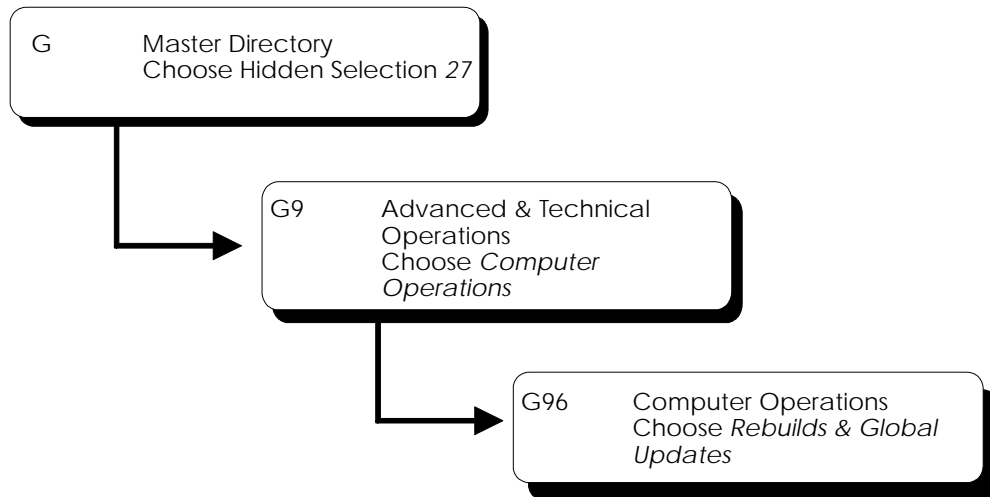 G Master Directory
Choose Hidden Selection 27
G9 Advanced & Technical
Operations
Choose Computer
Operations
G96 Computer Operations
Choose Rebuilds & Global
Updates